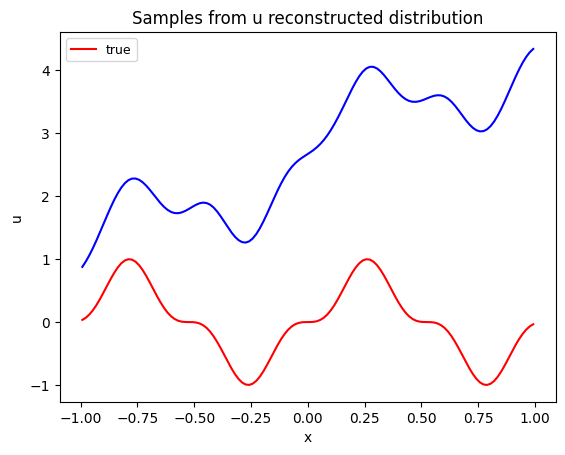 Samples from u reconstructed distribution
true
4
3
2
1
0
−1
u
−1.00 −0.75 −0.50 −0.25 0.00 0.25 0.50 0.75 1.00
x